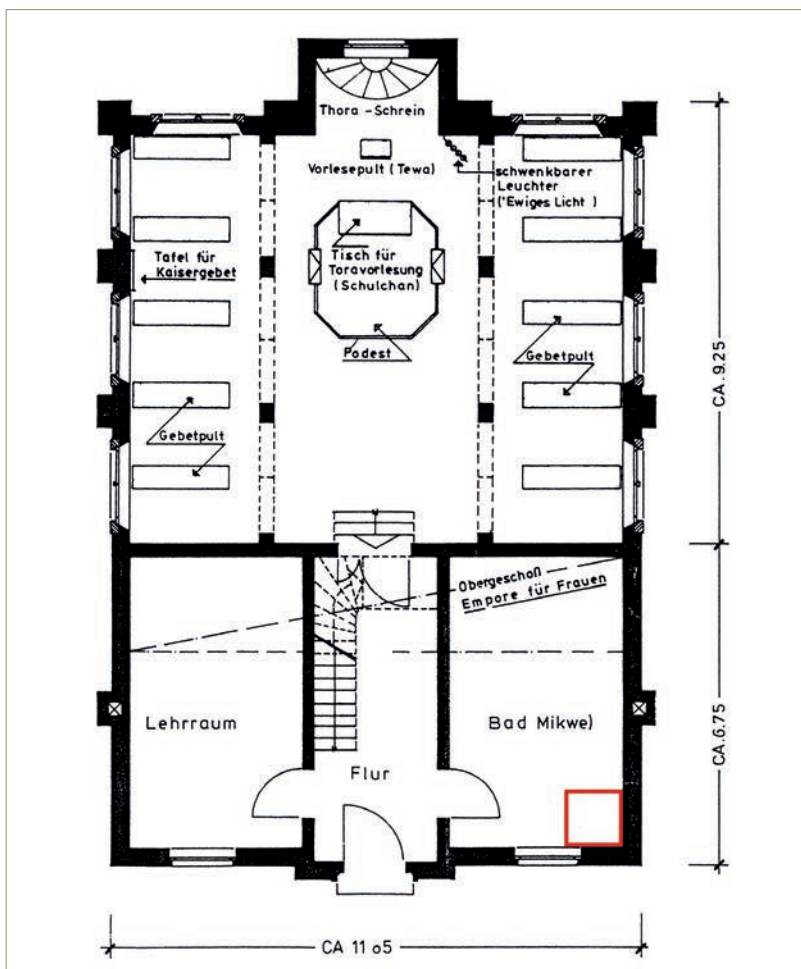 Thora - Schrein
Vorlesepult ( Tewa )
schwenkbarer
Leuchter
('Ewiges Licht )
Tafel für
Kaisergebet
Tisch für
Toravorlesung
(Schulchan)
Podest
Gebetpult
Gebetpult
CA. 9.25
Obergeschoß
Empore für Frauen
Lehrraum
Bad Mikwe)
Flur
CA. 6.75
CA 11 o5